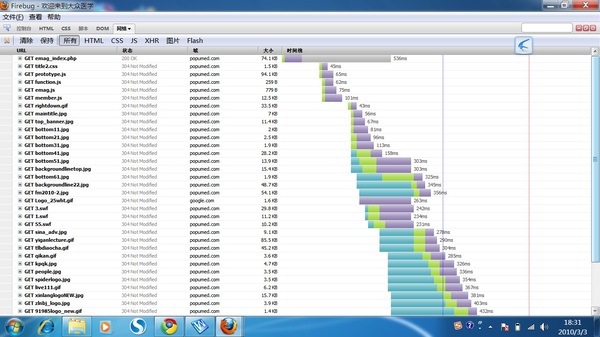 Firebug - 欢迎来到大众医学
文件(F) 查看 帮助
控制台 HTML CSS 脚本 DOM 网络
清除 保持 所有 HTML CSS JS XHR 图片 Flash
URL 状态 域 大小 时间线
GET emag_index.php 200 OK popumed.com 74.1 KB 536ms
GET title2.css 304 Not Modified popumed.com 1.5 KB 45ms
GET prototype.js 304 Not Modified popumed.com 94.1 KB 65ms
GET function.js 304 Not Modified popumed.com 259 B 62ms
GET emag.js 304 Not Modified popumed.com 779 B 75ms
GET member.js 304 Not Modified popumed.com 12.5 KB 101ms
GET rightdown.gif 304 Not Modified popumed.com 33.5 KB 43ms
GET maintitle.jpg 304 Not Modified popumed.com 7 KB 56ms
GET top_banner.jpg 304 Not Modified popumed.com 11.4 KB 67ms
GET bottom11.jpg 304 Not Modified popumed.com 2 KB 81ms
GET bottom21.jpg 304 Not Modified popumed.com 2.5 KB 96ms
GET bottom31.jpg 304 Not Modified popumed.com 1.9 KB 113ms
GET bottom41.jpg 304 Not Modified popumed.com 28.2 KB 158ms
GET bottom51.jpg 304 Not Modified popumed.com 13.9 KB 303ms
GET backgroundlinetop.jpg 304 Not Modified popumed.com 15.4 KB 303ms
GET bottom61.jpg 304 Not Modified popumed.com 1.9 KB 325ms
GET backgroundline22.jpg 304 Not Modified popumed.com 48.7 KB 345ms
GET fm2010-2.jpg 304 Not Modified popumed.com 54.1 KB 356ms
GET Logo_25wht.gif 304 Not Modified google.com 1.6 KB 263ms
GET 3.swf 304 Not Modified popumed.com 29.8 KB 242ms
GET 1.swf 304 Not Modified popumed.com 11.2 KB 234ms
GET 55.swf 304 Not Modified popumed.com 10.2 KB 231ms
GET sina_adv.jpg 304 Not Modified popumed.com 9.1 KB 278ms
GET yipanlecture.gif 304 Not Modified popumed.com 85.5 KB 290ms
GET tlbdiaocha.gif 304 Not Modified popumed.com 45.2 KB 304ms
GET qikan.gif 304 Not Modified popumed.com 3.6 KB 285ms
GET kpqk.jpg 304 Not Modified popumed.com 4.7 KB 326ms
GET people.jpg 304 Not Modified popumed.com 3.5 KB 336ms
GET spiderlogo.jpg 304 Not Modified popumed.com 3.5 KB 354ms
GET live111.gif 304 Not Modified popumed.com 6.2 KB 367ms
GET xinlanglogoNEW.jpg 304 Not Modified popumed.com 15.7 KB 381ms
GET zlnbj_logo.jpg 304 Not Modified popumed.com 3.9 KB 403ms
GET 91985logo_new.gif 304 Not Modified popumed.com 1.4 KB 432ms
18:31
2010/3/3